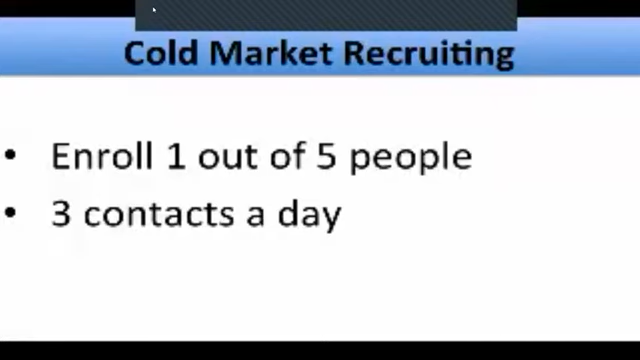 Cold Market Recruiting
• Enroll 1 out of 5 people
• 3 contacts a day